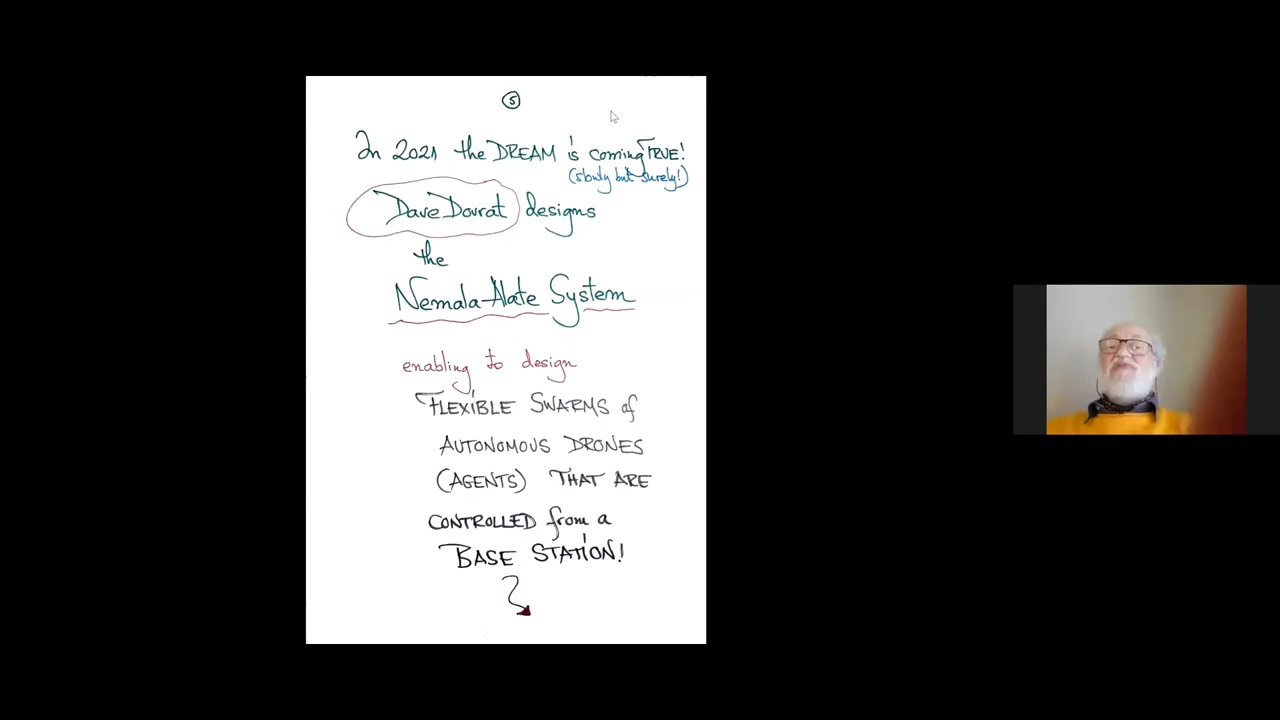 5
In 2021 the DREAM is coming TRUE!
(slowly but surely!)
Dave Dovrat designs
the
Nemala-Alate System
enabling to design
FLEXIBLE SWARMS of
AUTONOMOUS DRONES
(AGENTS) THAT ARE
CONTROLLED from a
BASE STATION!